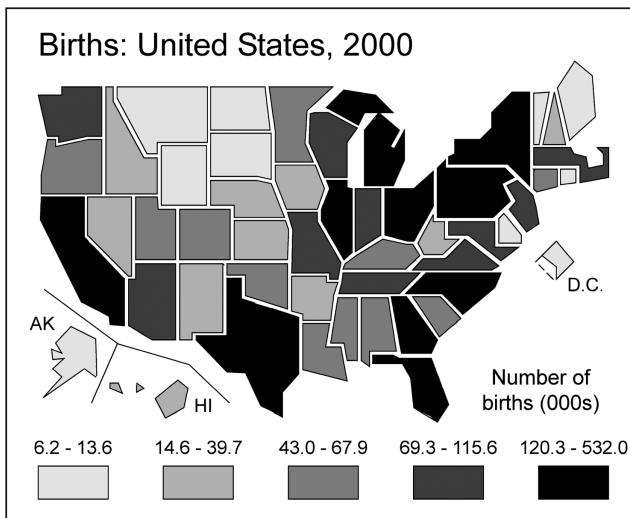 Births: United States, 2000
D.C.
AK
HI
Number of
births (000s)
6.2 - 13.6
14.6 - 39.7
43.0 - 67.9
69.3 - 115.6
120.3 - 532.0